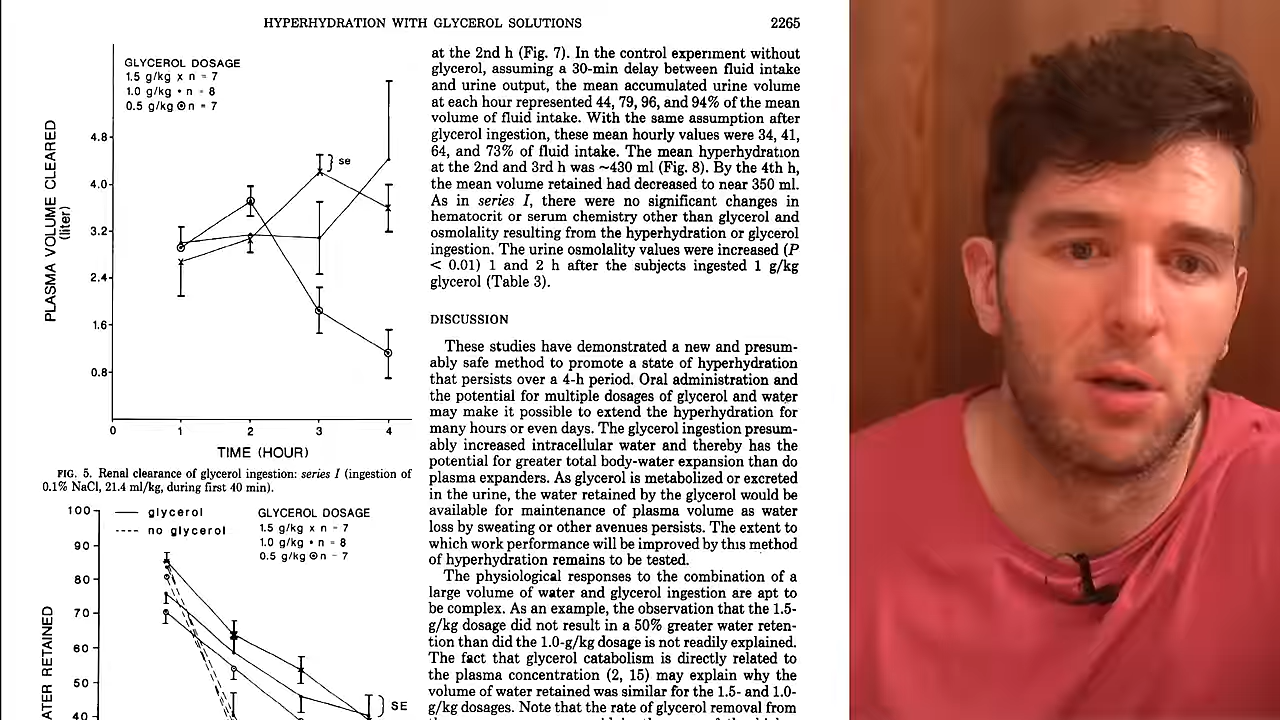 HYPERHYDRATION WITH GLYCEROL SOLUTIONS 2265
GLYCEROL DOSAGE
1.5 g/kg x n = 7
1.0 g/kg • n = 8
0.5 g/kg ⊙ n = 7
PLASMA VOLUME CLEARED
(liter)
4.8
4.0
3.2
2.4
1.6
0.8
] se
0 1 2 3 4
TIME (HOUR)
FIG. 5. Renal clearance of glycerol ingestion: series I (ingestion of
0.1% NaCl, 21.4 ml/kg, during first 40 min).
glycerol
no glycerol
GLYCEROL DOSAGE
1.5 g/kg x n - 7
1.0 g/kg • n = 8
0.5 g/kg ⊙ n - 7
100
90
80
70
60
50
40
ATER RETAINED
] SE
at the 2nd h (Fig. 7). In the control experiment without
glycerol, assuming a 30-min delay between fluid intake
and urine output, the mean accumulated urine volume
at each hour represented 44, 79, 96, and 94% of the mean
volume of fluid intake. With the same assumption after
glycerol ingestion, these mean hourly values were 34, 41,
64, and 73% of fluid intake. The mean hyperhydration
at the 2nd and 3rd h was ~430 ml (Fig. 8). By the 4th h,
the mean volume retained had decreased to near 350 ml.
As in series I, there were no significant changes in
hematocrit or serum chemistry other than glycerol and
osmolality resulting from the hyperhydration or glycerol
ingestion. The urine osmolality values were increased (P
< 0.01) 1 and 2 h after the subjects ingested 1 g/kg
glycerol (Table 3).
DISCUSSION
These studies have demonstrated a new and presum-
ably safe method to promote a state of hyperhydration
that persists over a 4-h period. Oral administration and
the potential for multiple dosages of glycerol and water
may make it possible to extend the hyperhydration for
many hours or even days. The glycerol ingestion presum-
ably increased intracellular water and thereby has the
potential for greater total body-water expansion than do
plasma expanders. As glycerol is metabolized or excreted
in the urine, the water retained by the glycerol would be
available for maintenance of plasma volume as water
loss by sweating or other avenues persists. The extent to
which work performance will be improved by this method
of hyperhydration remains to be tested.
The physiological responses to the combination of a
large volume of water and glycerol ingestion are apt to
be complex. As an example, the observation that the 1.5-
g/kg dosage did not result in a 50% greater water reten-
tion than did the 1.0-g/kg dosage is not readily explained.
The fact that glycerol catabolism is directly related to
the plasma concentration (2, 15) may explain why the
volume of water retained was similar for the 1.5- and 1.0-
g/kg dosages. Note that the rate of glycerol removal from